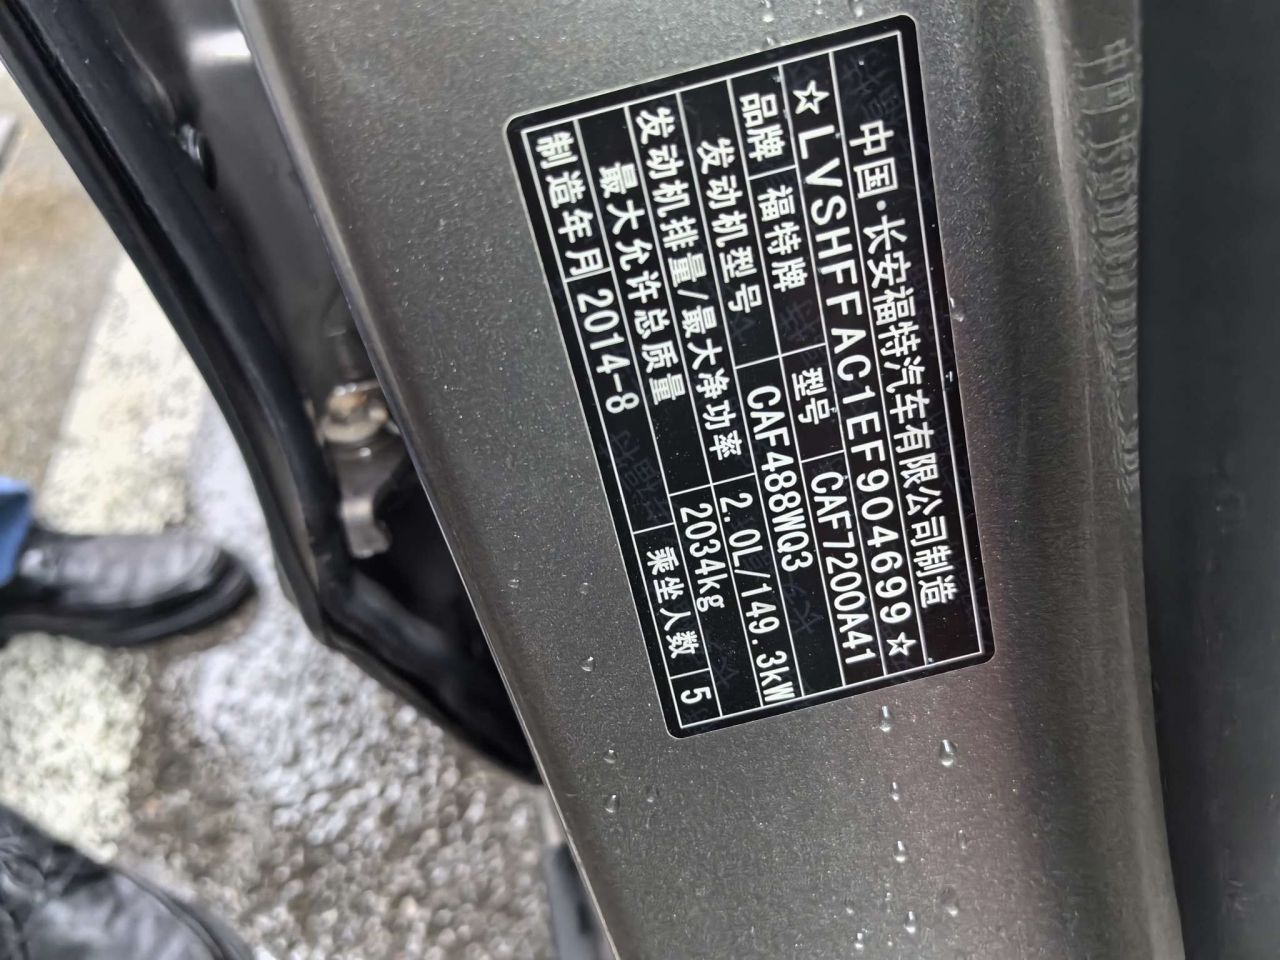 中国·长安福特汽车有限公司制造
☆LVSHFFAC1EF904699☆
品牌 福特牌 型号 CAF7200A41
发动机型号 CAF488WQ3
发动机排量/最大净功率 2.0L/149.3kW
最大允许总质量 2034kg
制造年月 2014-8 乘坐人数 5